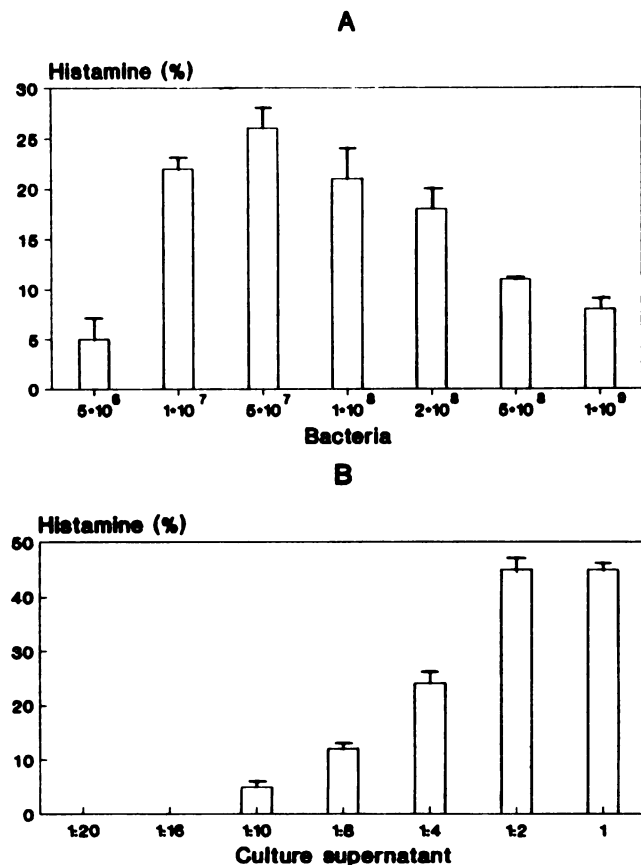 A
Histamine (%)
30
25
20
15
10
5
0
5•10⁶ 1•10⁷ 5•10⁷ 1•10⁸ 2•10⁸ 5•10⁸ 1•10⁹
Bacteria
B
Histamine (%)
50
40
30
20
10
0
1:20 1:16 1:10 1:8 1:4 1:2 1
Culture supernatant